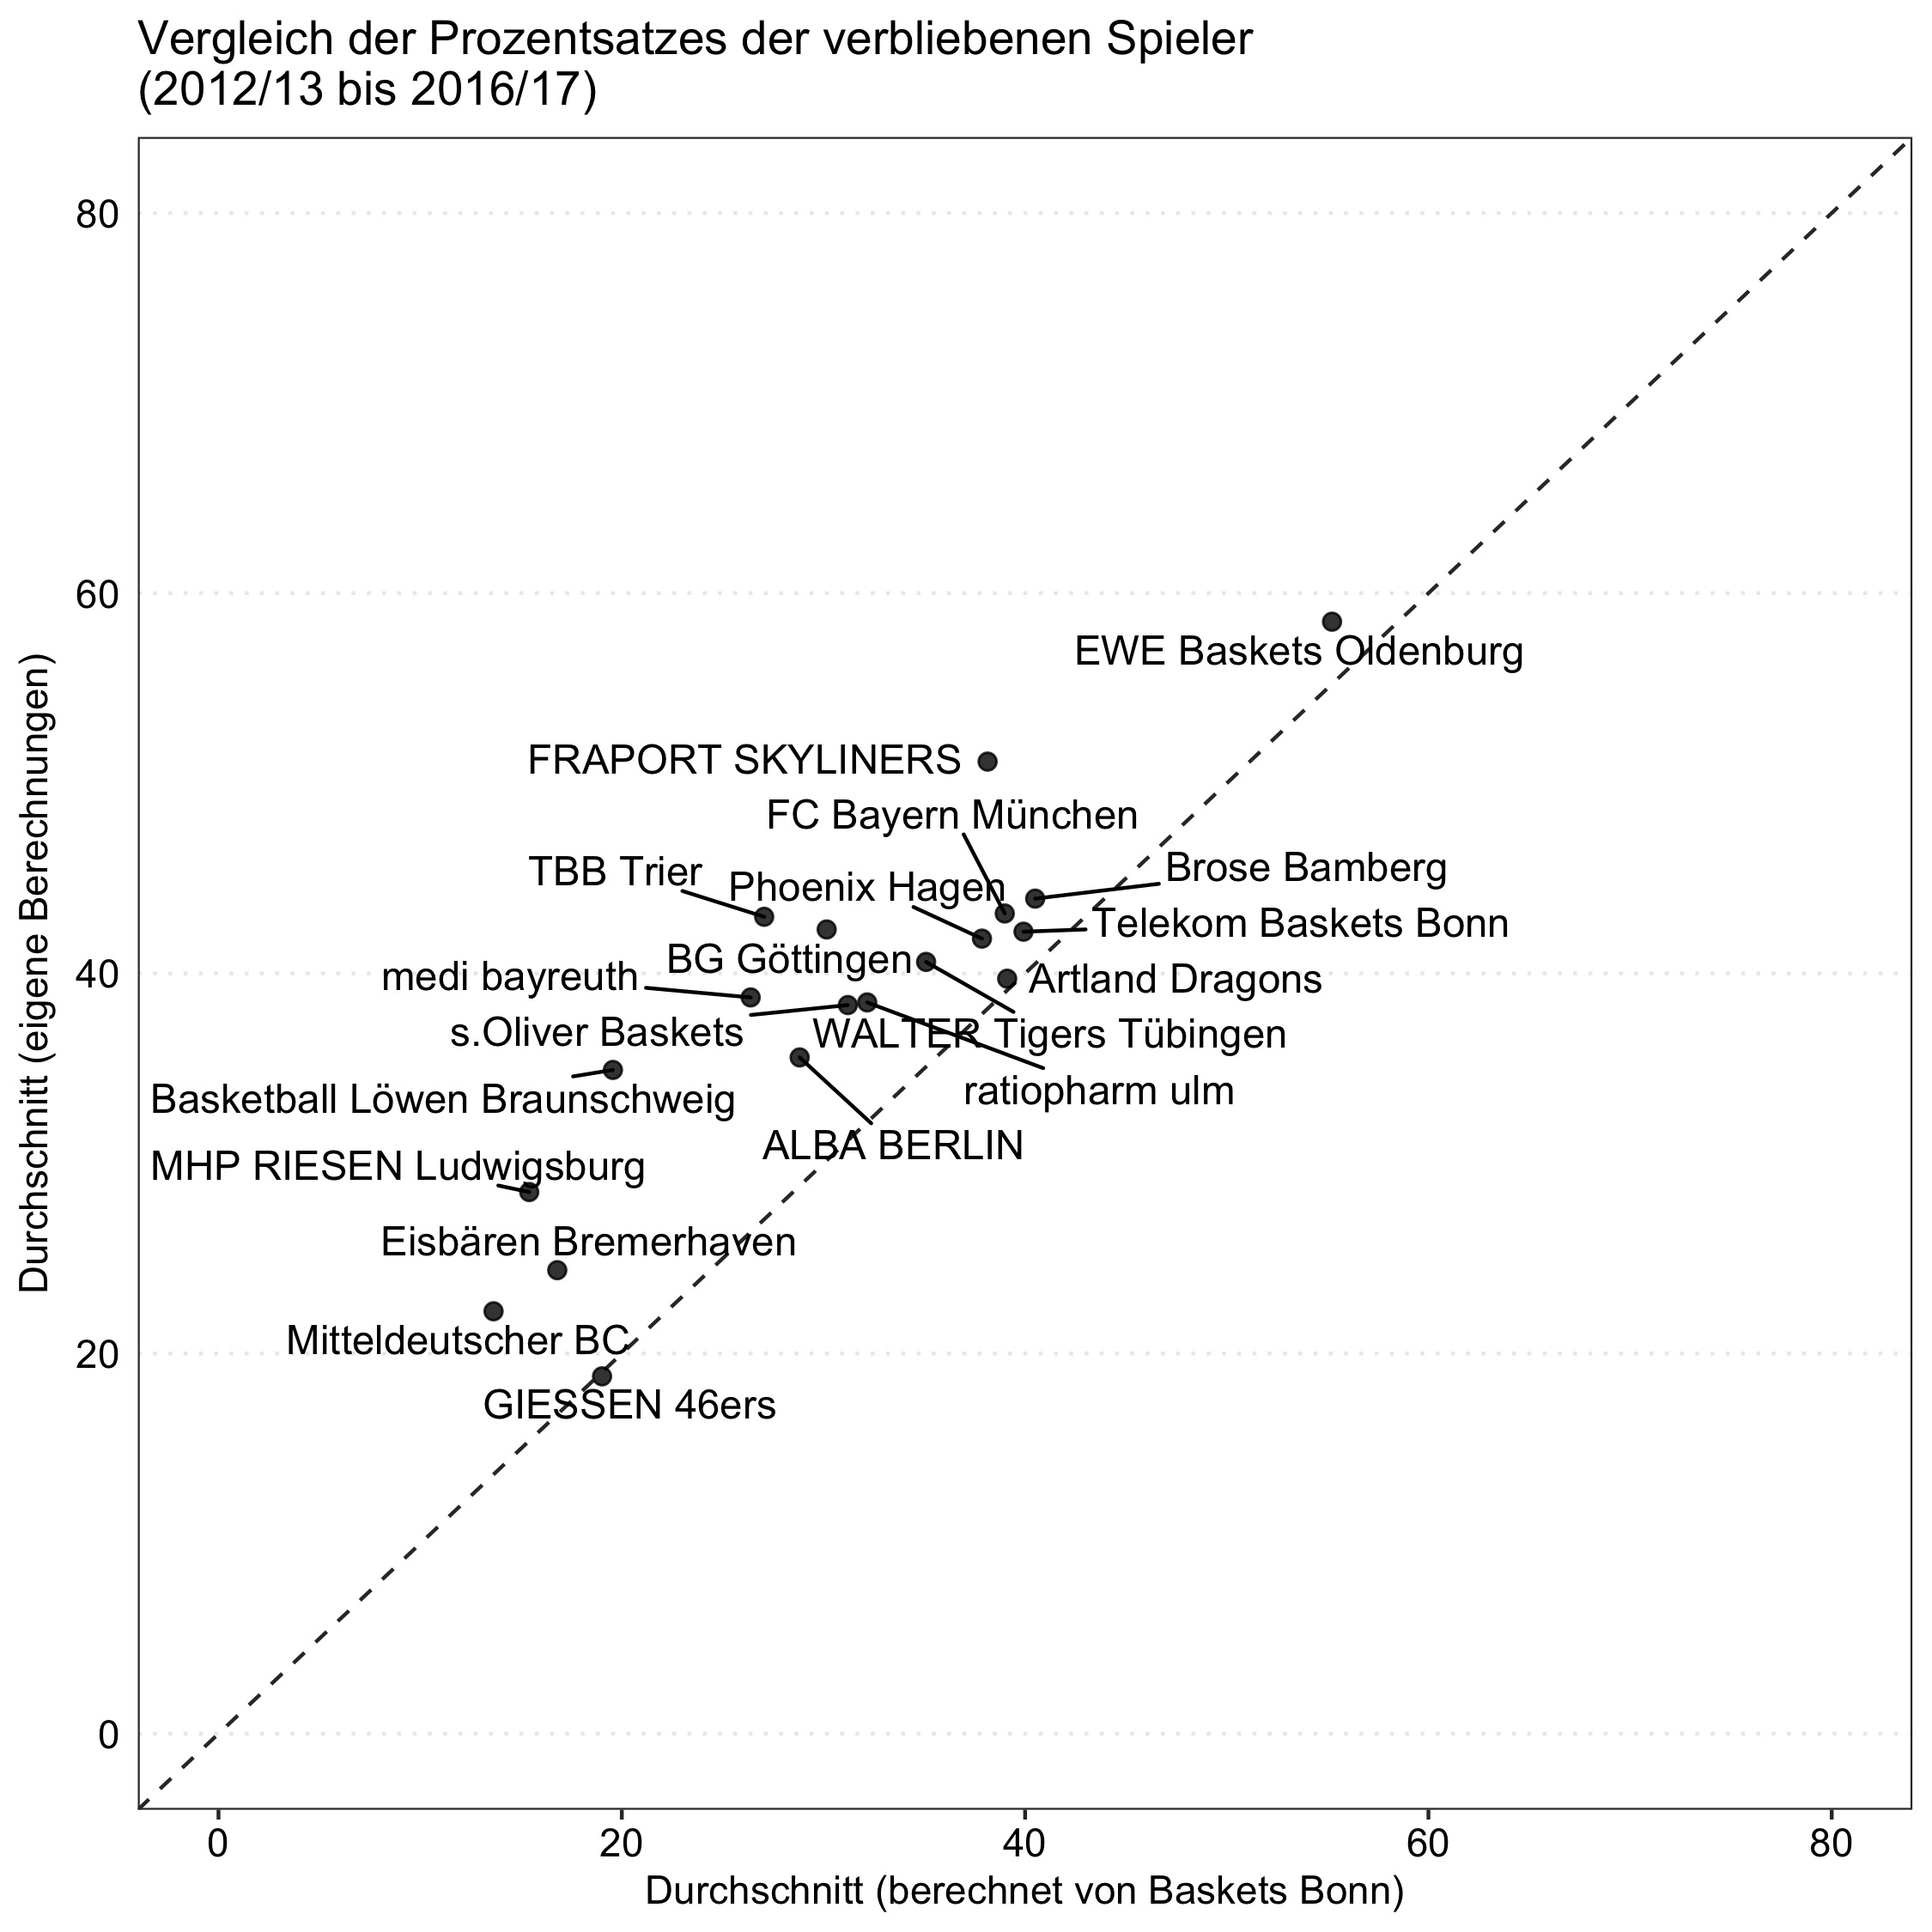 Vergleich der Prozentsatzes der verbliebenen Spieler
(2012/13 bis 2016/17)
80
60
40
20
0
Durchschnitt (eigene Berechnungen)
EWE Baskets Oldenburg
FRAPORT SKYLINERS
FC Bayern München
Brose Bamberg
TBB Trier
Phoenix Hagen
Telekom Baskets Bonn
BG Göttingen
medi bayreuth
Artland Dragons
s.Oliver Baskets
WALTER Tigers Tübingen
ratiopharm ulm
Basketball Löwen Braunschweig
ALBA BERLIN
MHP RIESEN Ludwigsburg
Eisbären Bremerhaven
Mitteldeutscher BC
GIESSEN 46ers
0
20
40
60
80
Durchschnitt (berechnet von Baskets Bonn)